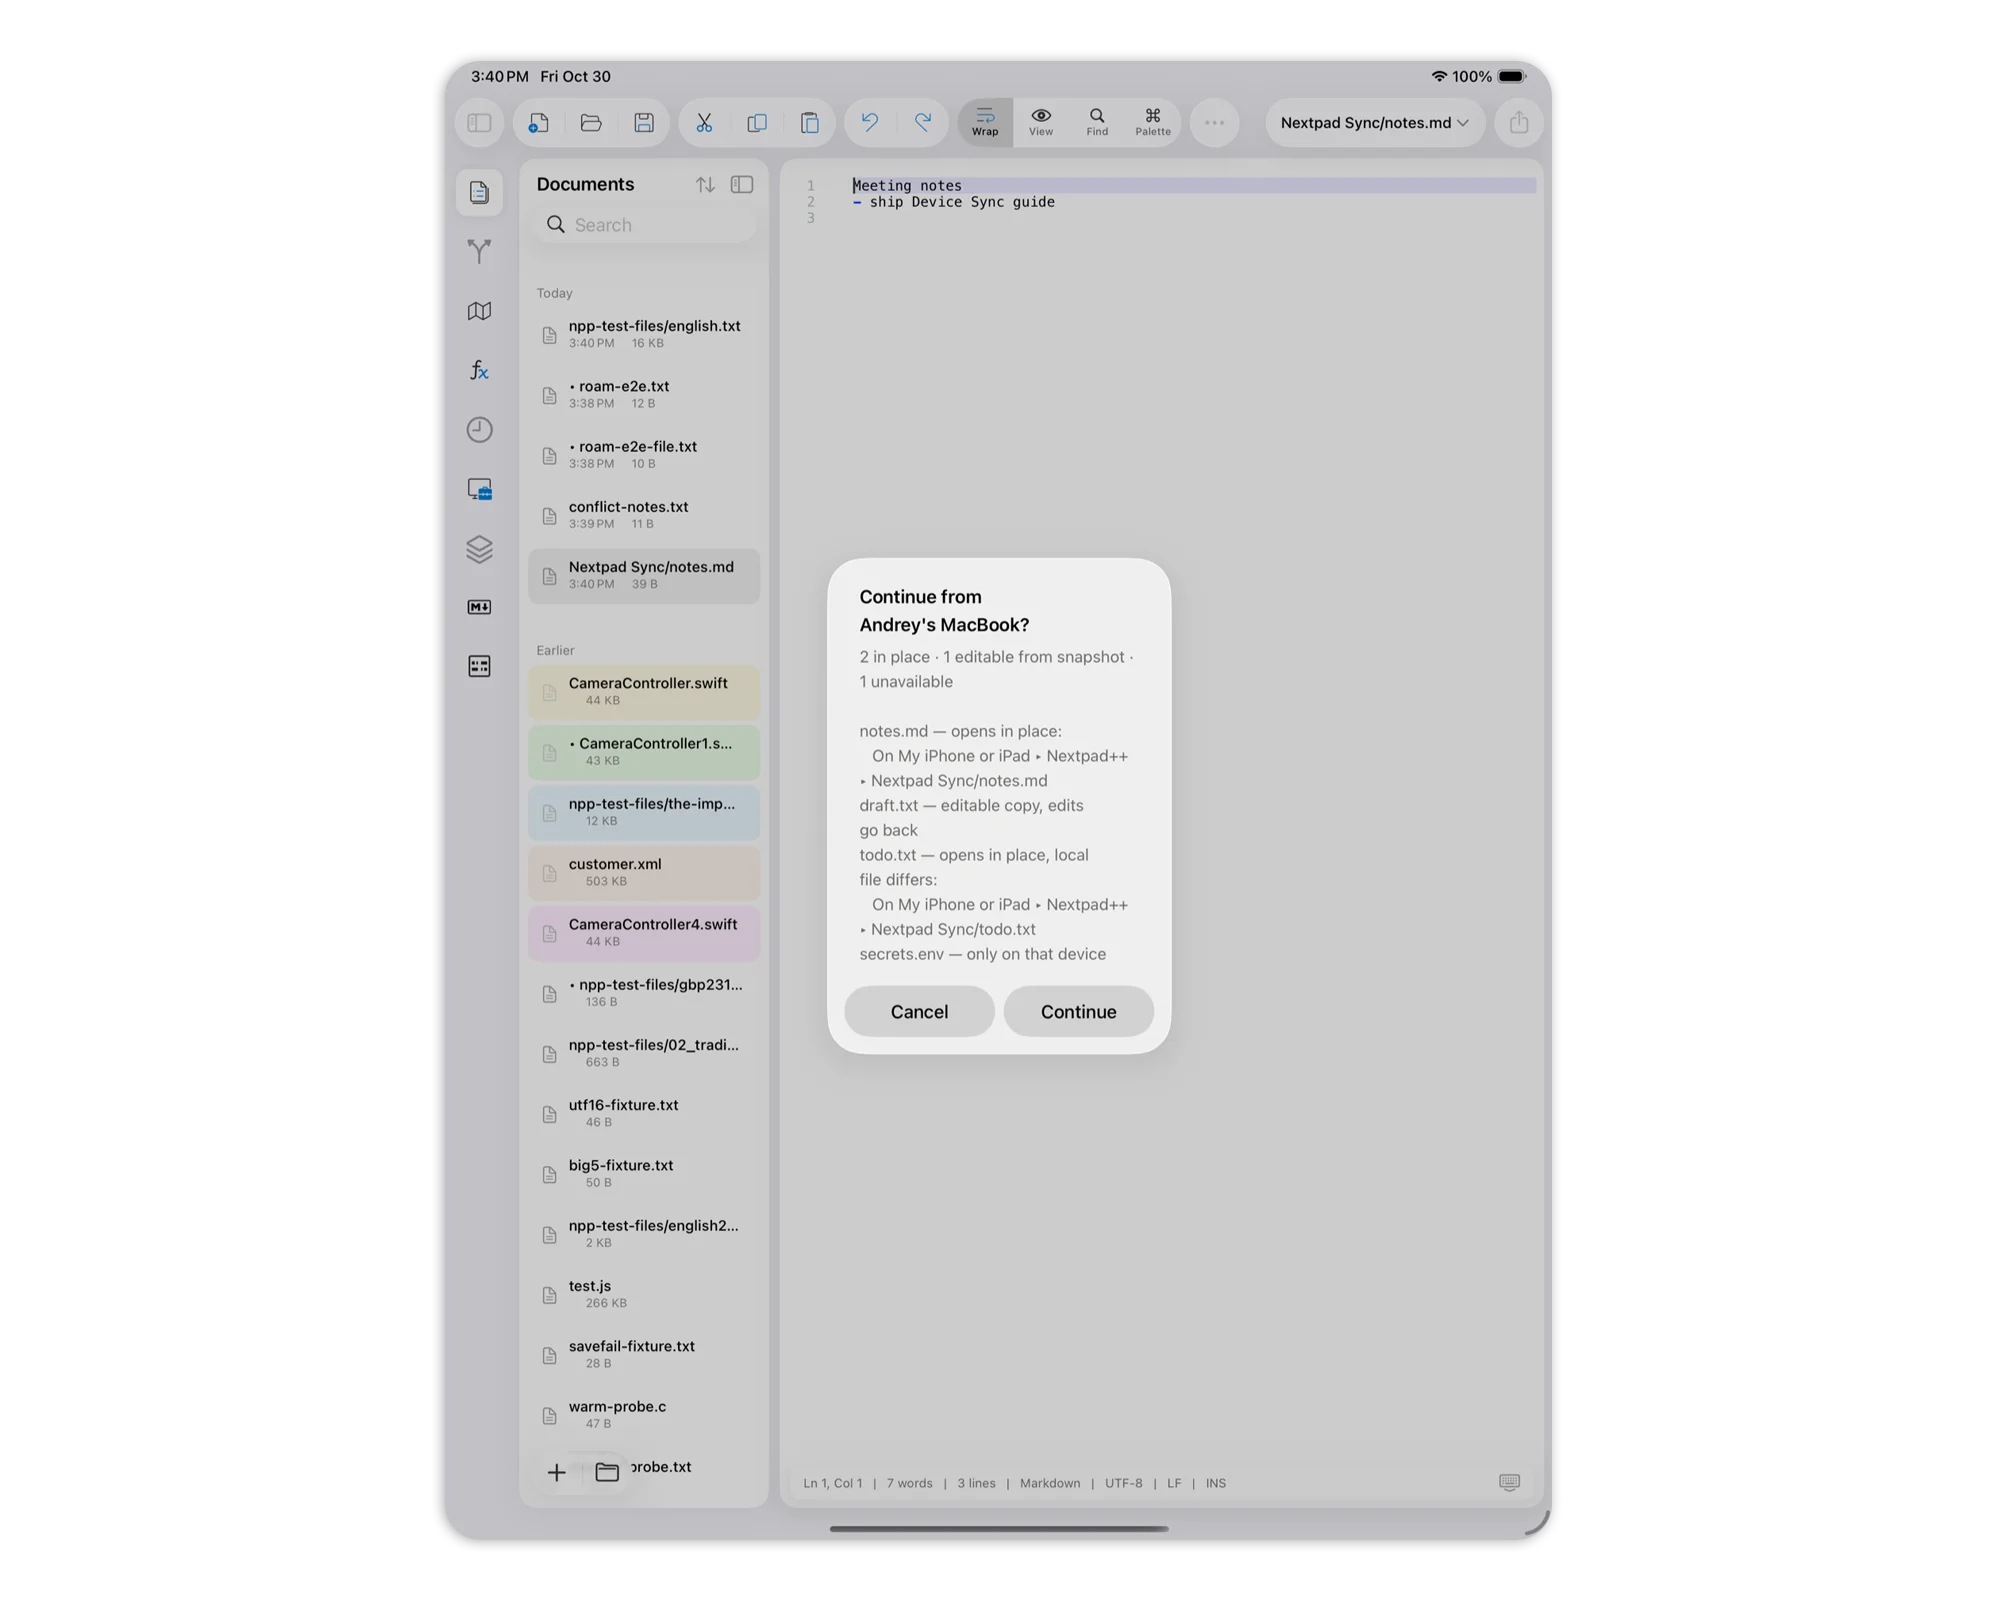 3:40 PM Fri Oct 30
100%
Wrap
View
Find
Palette
Nextpad Sync/notes.md
Documents
Search
Today
npp-test-files/english.txt
3:40 PM 16 KB
• roam-e2e.txt
3:38 PM 12 B
• roam-e2e-file.txt
3:38 PM 10 B
conflict-notes.txt
3:39 PM 11 B
Nextpad Sync/notes.md
3:40 PM 39 B
Earlier
CameraController.swift
44 KB
• CameraController1.s...
43 KB
npp-test-files/the-imp...
12 KB
customer.xml
503 KB
CameraController4.swift
44 KB
• npp-test-files/gbp231...
136 B
npp-test-files/02_tradi...
663 B
utf16-fixture.txt
46 B
big5-fixture.txt
50 B
npp-test-files/english2...
2 KB
test.js
266 KB
savefail-fixture.txt
28 B
warm-probe.c
47 B
probe.txt
1 Meeting notes
2 - ship Device Sync guide
3
Continue from
Andrey's MacBook?
2 in place · 1 editable from snapshot ·
1 unavailable
notes.md — opens in place:
On My iPhone or iPad ▸ Nextpad++
▸ Nextpad Sync/notes.md
draft.txt — editable copy, edits
go back
todo.txt — opens in place, local
file differs:
On My iPhone or iPad ▸ Nextpad++
▸ Nextpad Sync/todo.txt
secrets.env — only on that device
Cancel
Continue
Ln 1, Col 1 | 7 words | 3 lines | Markdown | UTF-8 | LF | INS